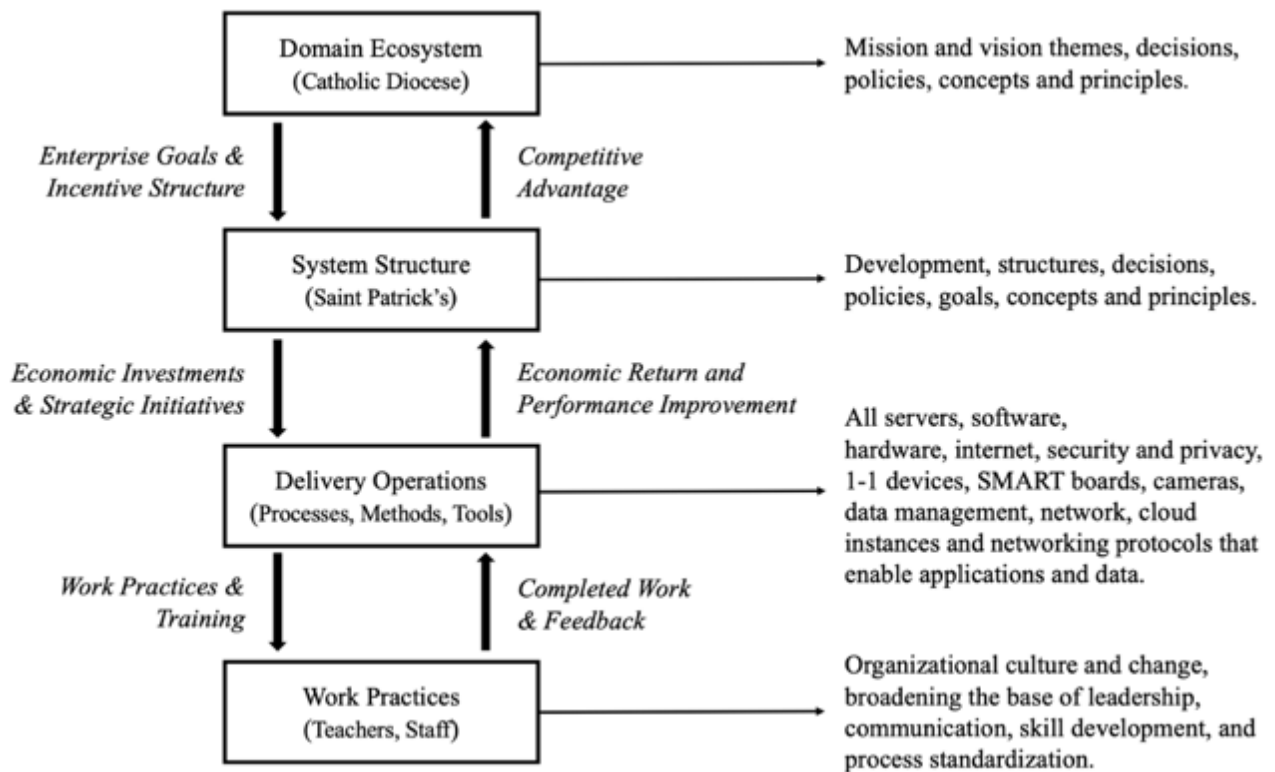 Domain Ecosystem
(Catholic Diocese)
Mission and vision themes, decisions,
policies, concepts and principles.
Enterprise Goals &
Incentive Structure
Competitive
Advantage
System Structure
(Saint Patrick's)
Development, structures, decisions,
policies, goals, concepts and principles.
Economic Investments
& Strategic Initiatives
Economic Return and
Performance Improvement
Delivery Operations
(Processes, Methods, Tools)
All servers, software,
hardware, internet, security and privacy,
1-1 devices, SMART boards, cameras,
data management, network, cloud
instances and networking protocols that
enable applications and data.
Work Practices &
Training
Completed Work
& Feedback
Work Practices
(Teachers, Staff)
Organizational culture and change,
broadening the base of leadership,
communication, skill development, and
process standardization.